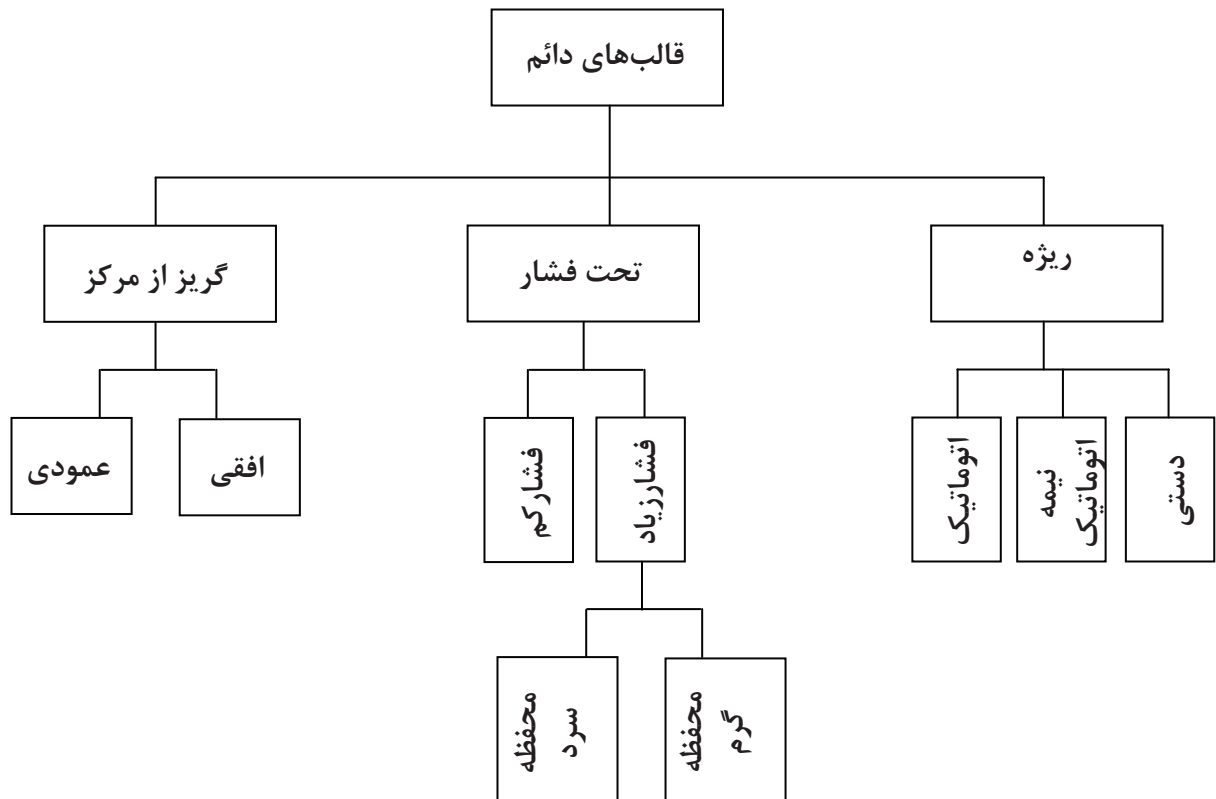 قالب‌های دائم
ریژه
تحت فشار
گریز از مرکز
دستی
نیمه
اتوماتیک
اتوماتیک
فشارزیاد
فشارکم
افقی
عمودی
محفظه
گرم
محفظه
سرد